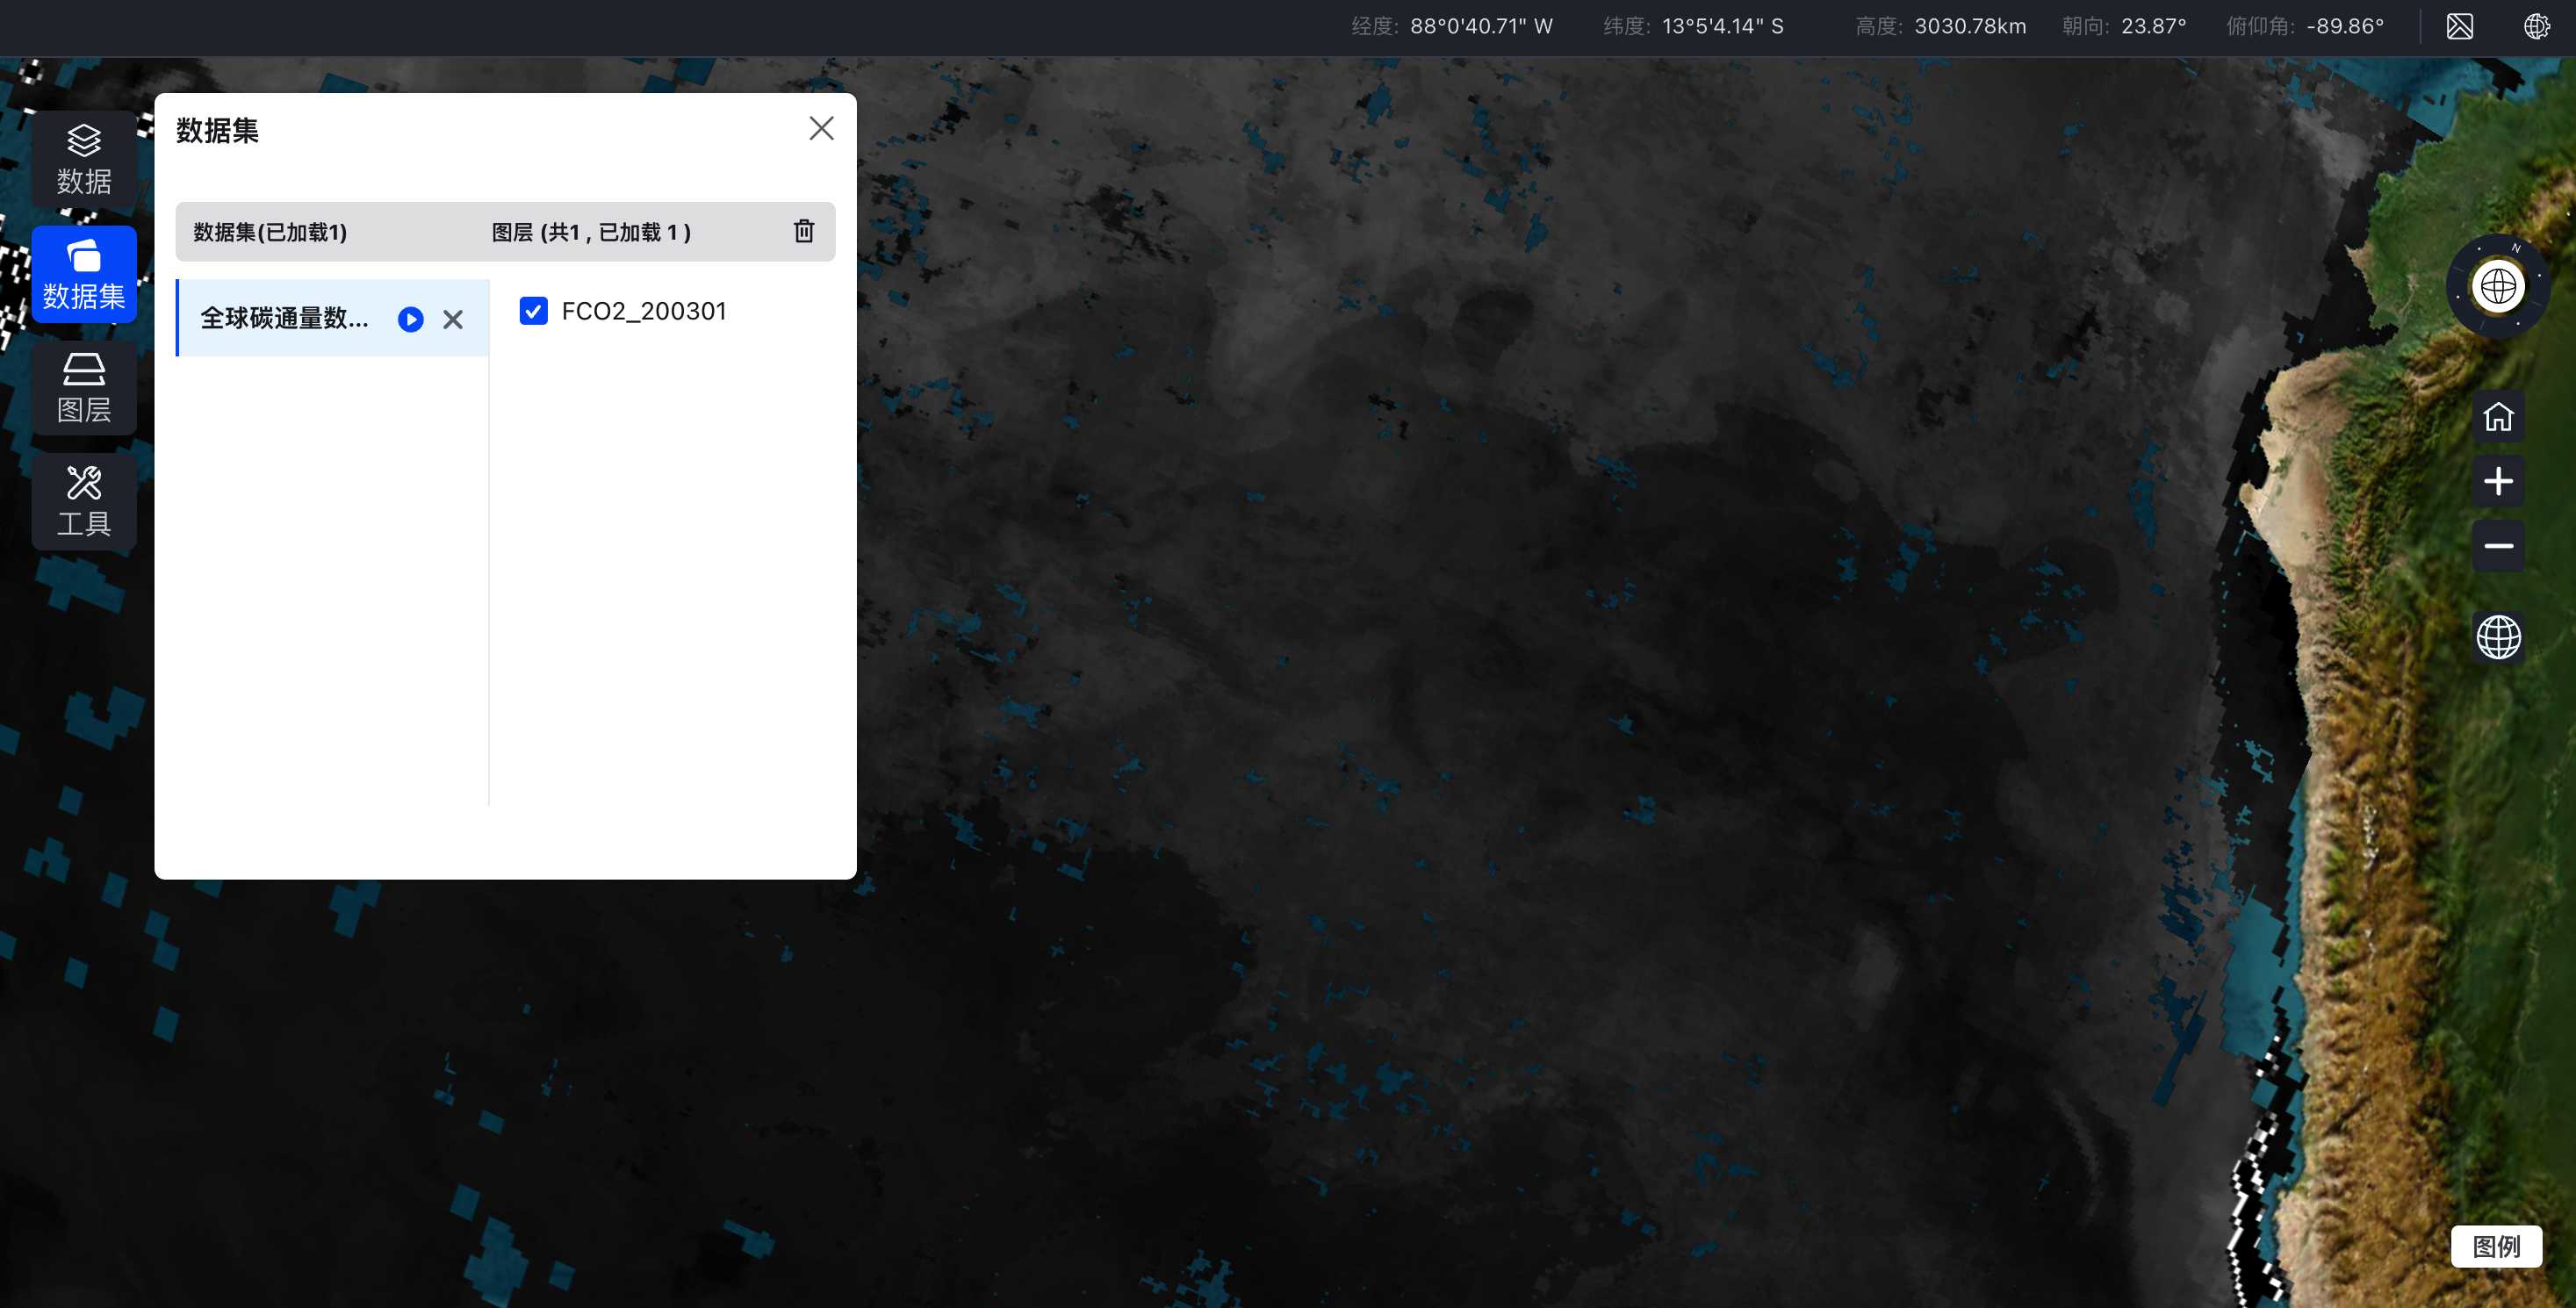 经度: 88°0'40.71" W 纬度: 13°5'4.14" S 高度: 3030.78km 朝向: 23.87° 俯仰角: -89.86°
数据
数据集
图层
工具
数据集
数据集(已加载1) 图层 (共1 , 已加载 1 )
全球碳通量数... FCO2_200301
N
图例